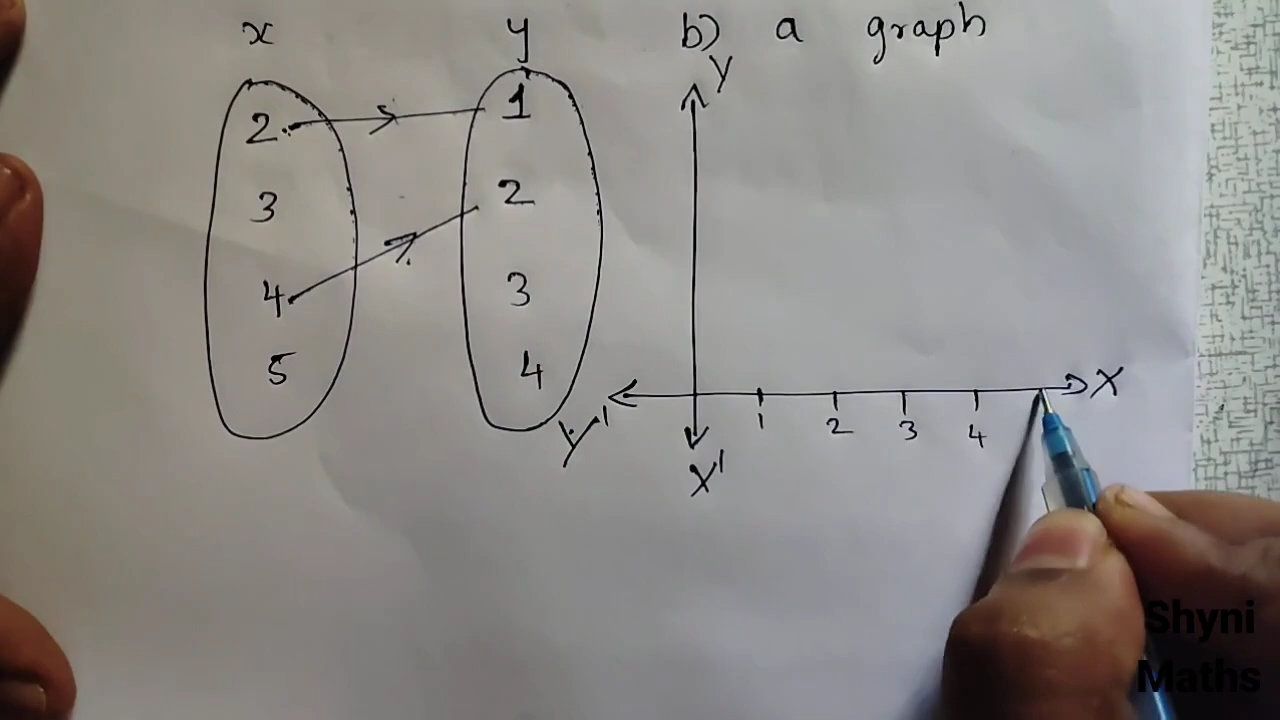 x y
2 1
3 2
4 3
5 4
b) a graph
Y
X
Y'
X'
1 2 3 4
Shyni
Maths